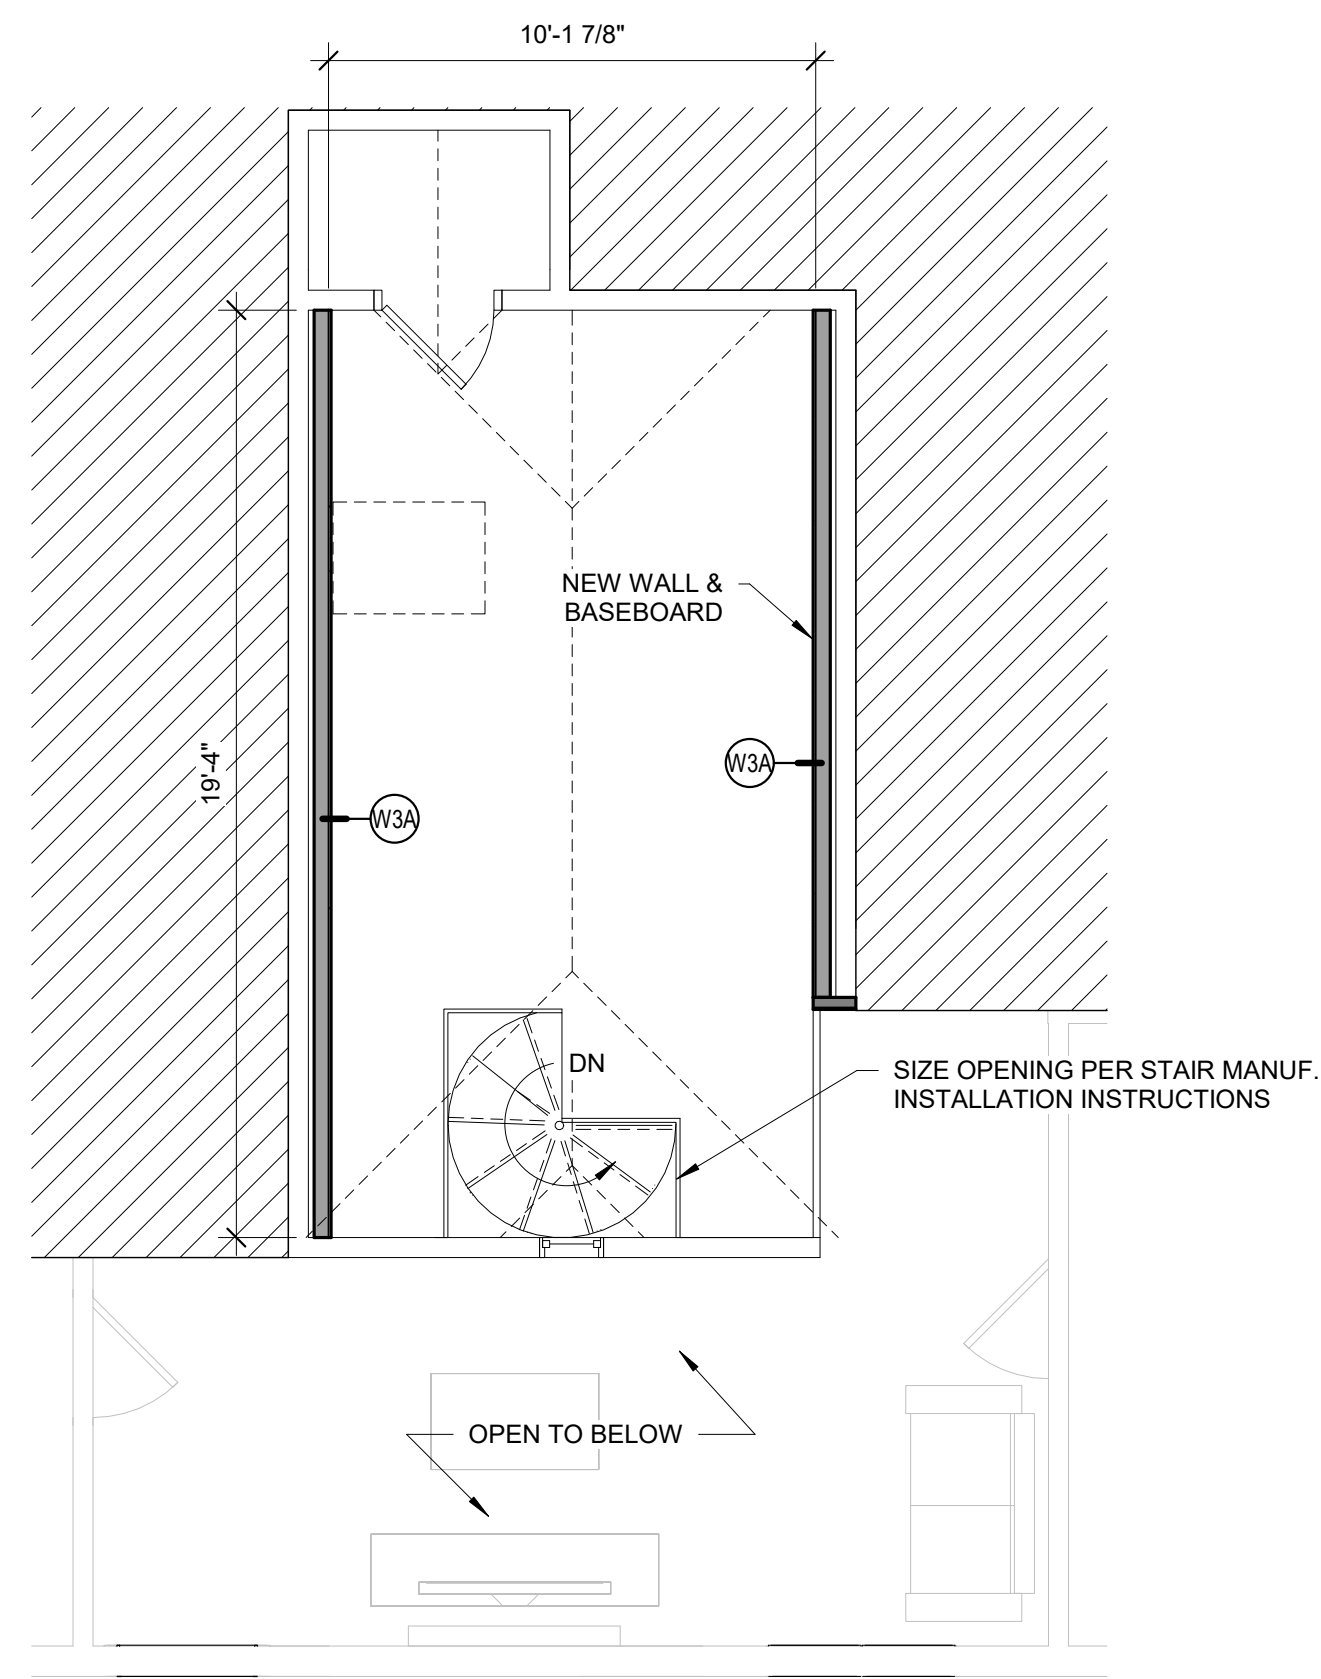 10'-1 7/8"
NEW WALL &
BASEBOARD
19'-4"
W3A
W3A
DN
SIZE OPENING PER STAIR MANUF.
INSTALLATION INSTRUCTIONS
OPEN TO BELOW